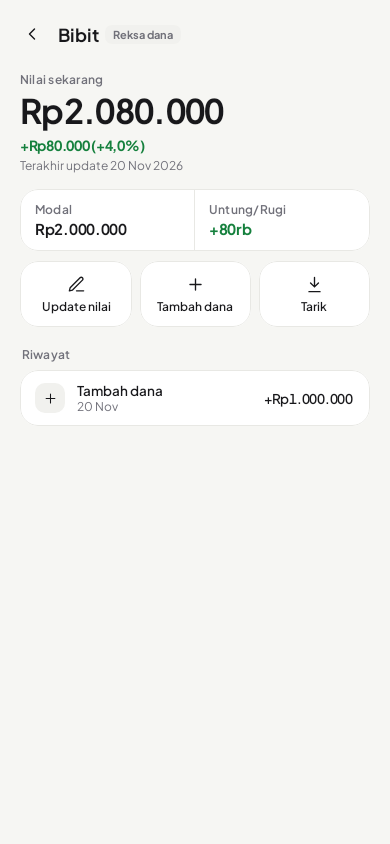 Bibit Reksa dana
Nilai sekarang
Rp2.080.000
+Rp80.000 (+4,0%)
Terakhir update 20 Nov 2026
Modal
Rp2.000.000
Untung/Rugi
+80rb
Update nilai
Tambah dana
Tarik
Riwayat
Tambah dana
20 Nov
+Rp1.000.000